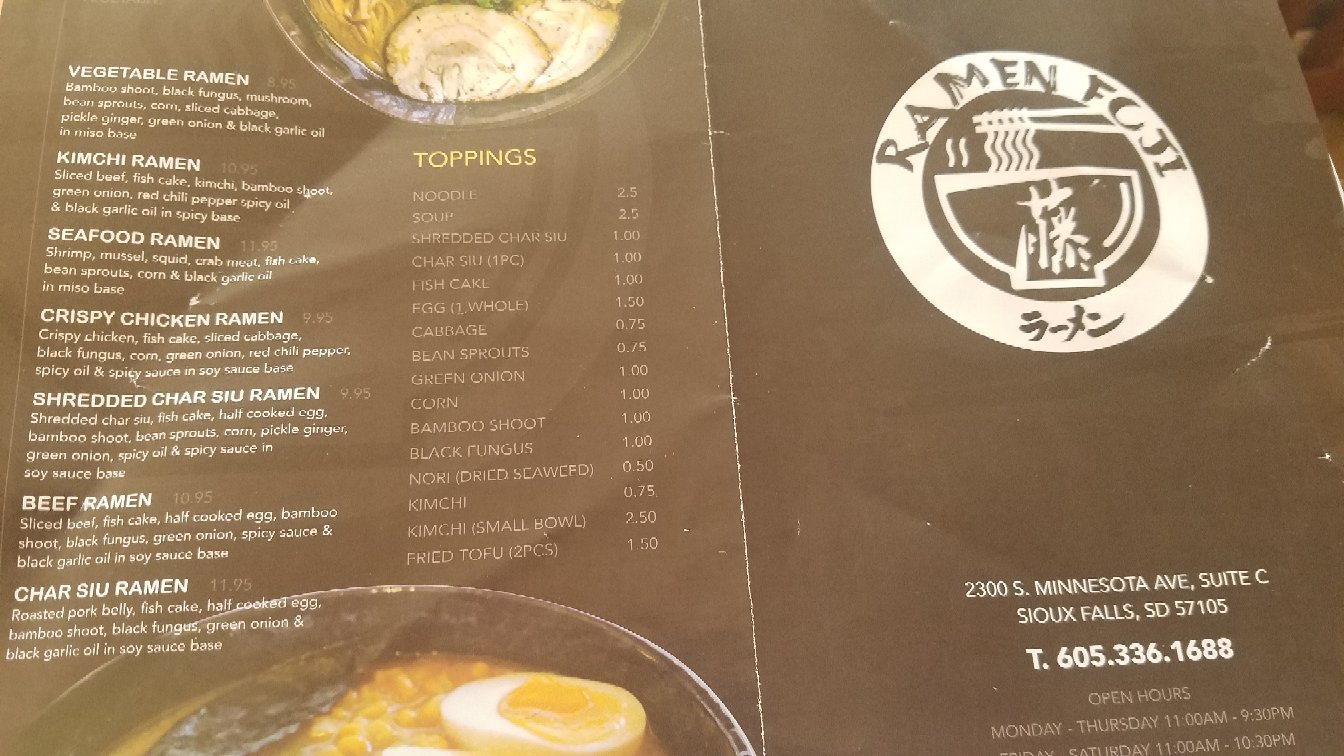 VEGETABLE RAMEN 8.95
Bamboo shoot, black fungus, mushroom,
bean sprouts, corn, sliced cabbage,
pickle ginger, green onion & black garlic oil
in miso base
KIMCHI RAMEN 10.95
Sliced beef, fish cake, kimchi, bamboo shoot,
green onion, red chili pepper spicy oil
& black garlic oil in spicy base
SEAFOOD RAMEN 11.95
Shrimp, mussel, squid, crab meat, fish cake,
bean sprouts, corn & black garlic oil
in miso base
CRISPY CHICKEN RAMEN 9.95
Crispy chicken, fish cake, sliced cabbage,
black fungus, corn, green onion, red chili pepper,
spicy oil & spicy sauce in soy sauce base
SHREDDED CHAR SIU RAMEN 9.95
Shredded char siu, fish cake, half cooked egg,
bamboo shoot, bean sprouts, corn, pickle ginger,
green onion, spicy oil & spicy sauce in
soy sauce base
BEEF RAMEN 10.95
Sliced beef, fish cake, half cooked egg, bamboo
shoot, black fungus, green onion, spicy sauce &
black garlic oil in soy sauce base
CHAR SIU RAMEN 11.95
Roasted pork belly, fish cake, half cooked egg,
bamboo shoot, black fungus, green onion &
black garlic oil in soy sauce base
TOPPINGS
NOODLE 2.5
SOUP 2.5
SHREDDED CHAR SIU 1.00
CHAR SIU (1PC) 1.00
FISH CAKE 1.00
EGG (1 WHOLE) 1.50
CABBAGE 0.75
BEAN SPROUTS 0.75
GREEN ONION 1.00
CORN 1.00
BAMBOO SHOOT 1.00
BLACK FUNGUS 1.00
NORI (DRIED SEAWEED) 0.50
KIMCHI 0.75
KIMCHI (SMALL BOWL) 2.50
FRIED TOFU (2PCS) 1.50
RAMEN FUJI
藤
ラーメン
2300 S. MINNESOTA AVE, SUITE C
SIOUX FALLS, SD 57105
T. 605.336.1688
OPEN HOURS
MONDAY - THURSDAY 11:00AM - 9:30PM
FRIDAY - SATURDAY 11:00AM - 10:30PM